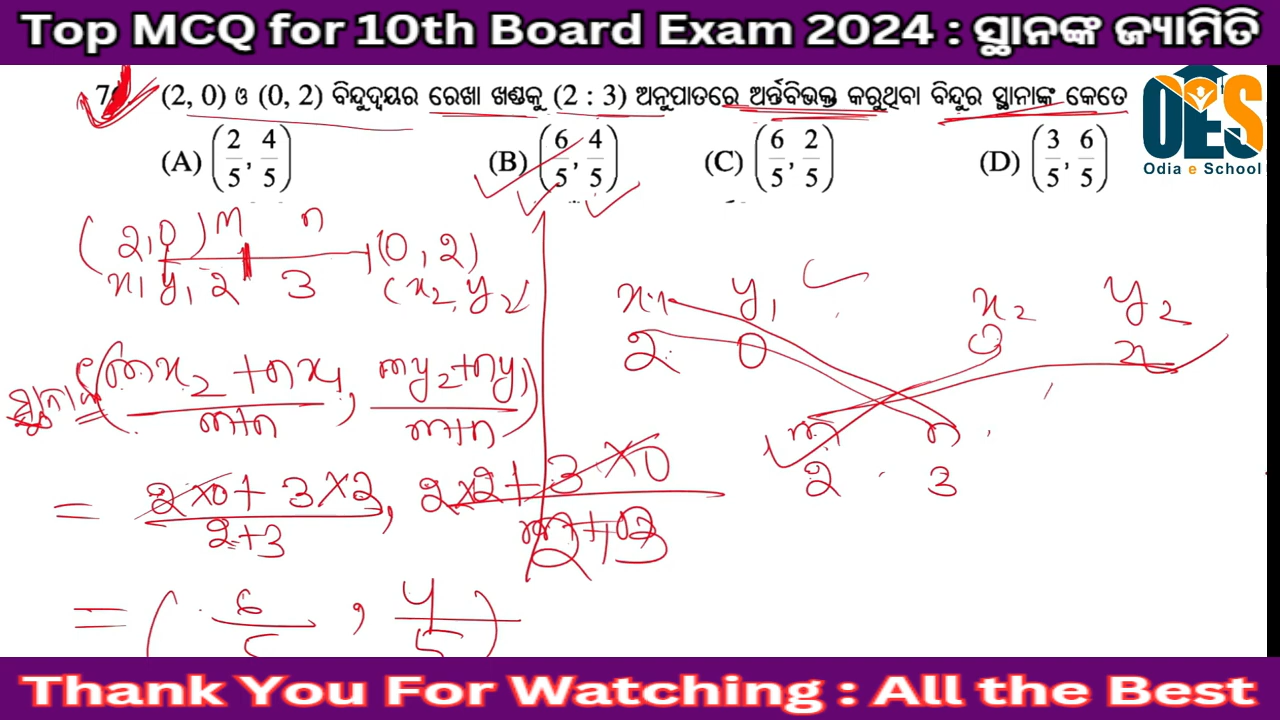 Top MCQ for 10th Board Exam 2024 : ସ୍ଥାନଙ୍କ ଜ୍ୟାମିତି
(2, 0) ଓ (0, 2) ବିନ୍ଦୁଦ୍ୱୟର ରେଖା ଖଣ୍ଡକୁ (2 : 3) ଅନୁପାତରେ ଅର୍ନ୍ତବିଭକ୍ତ କରୁଥିବା ବିନ୍ଦୁର ସ୍ଥାନାଙ୍କ କେତେ
(A) (2/5, 4/5) (B) (6/5, 4/5) (C) (6/5, 2/5) (D) (3/5, 6/5)
OES
Odia e School
(2,0) m n (0,2)
x1 y1 2 3 (x2, y2)
x1 y1 x2 y2
2 0 0 2
m n
2 3
(mx2 + nx1 / m+n , my2+ny1 / m+n)
= 2×0+3×2 / 2+3 , 2×2+3×0 / 2+3
= (6/5 , 4/5)
Thank You For Watching : All the Best